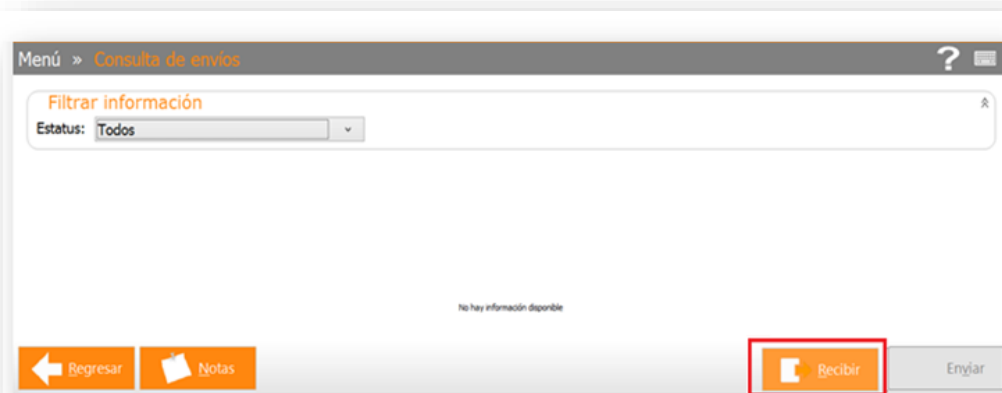 Menú » Consulta de envíos ?
Filtrar información
Estatus: Todos
No hay información disponible
Regresar Notas Recibir Enviar